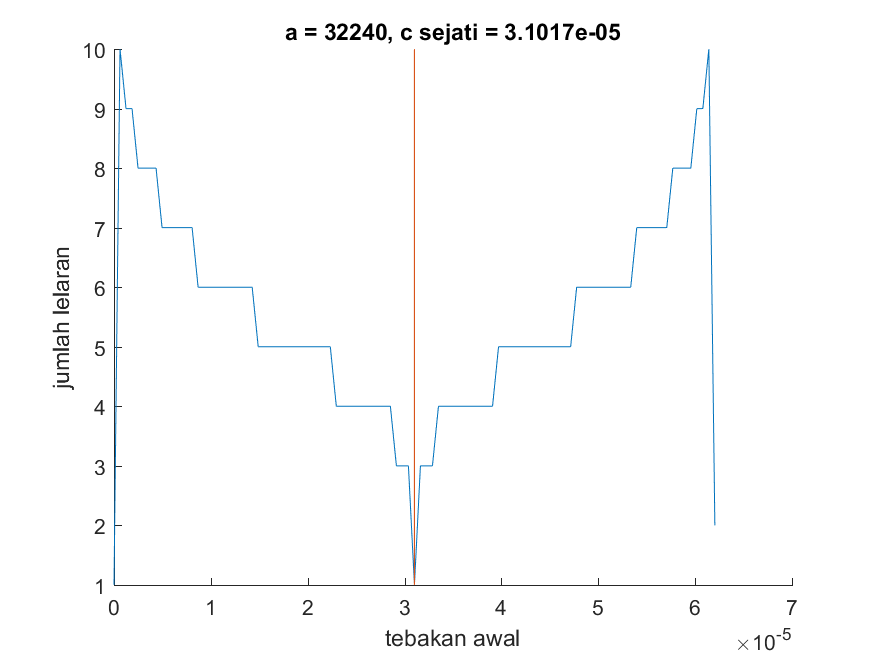 a = 32240, c sejati = 3.1017e-05
10
9
8
7
6
5
4
3
2
1
jumlah lelaran
0 1 2 3 4 5 6 7
tebakan awal
×10-5